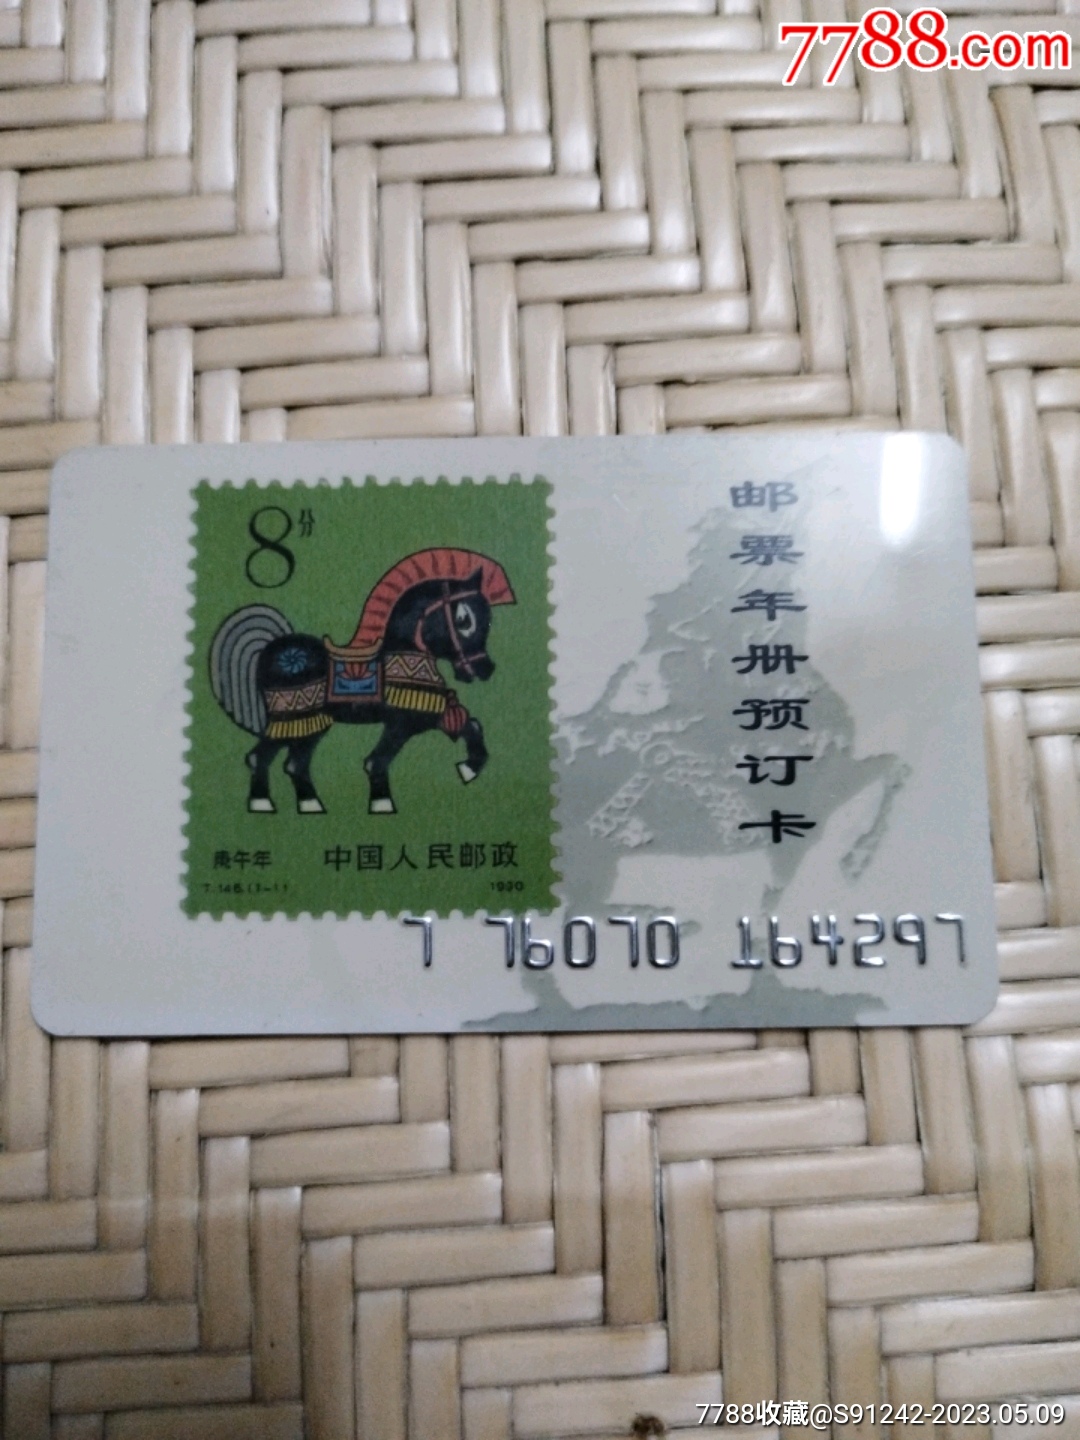 7788.com
8分
庚午年 中国人民邮政
T.146.(1-1) 1990
邮票年册预订卡
7 76070 164297
7788收藏@S91242-2023.05.09